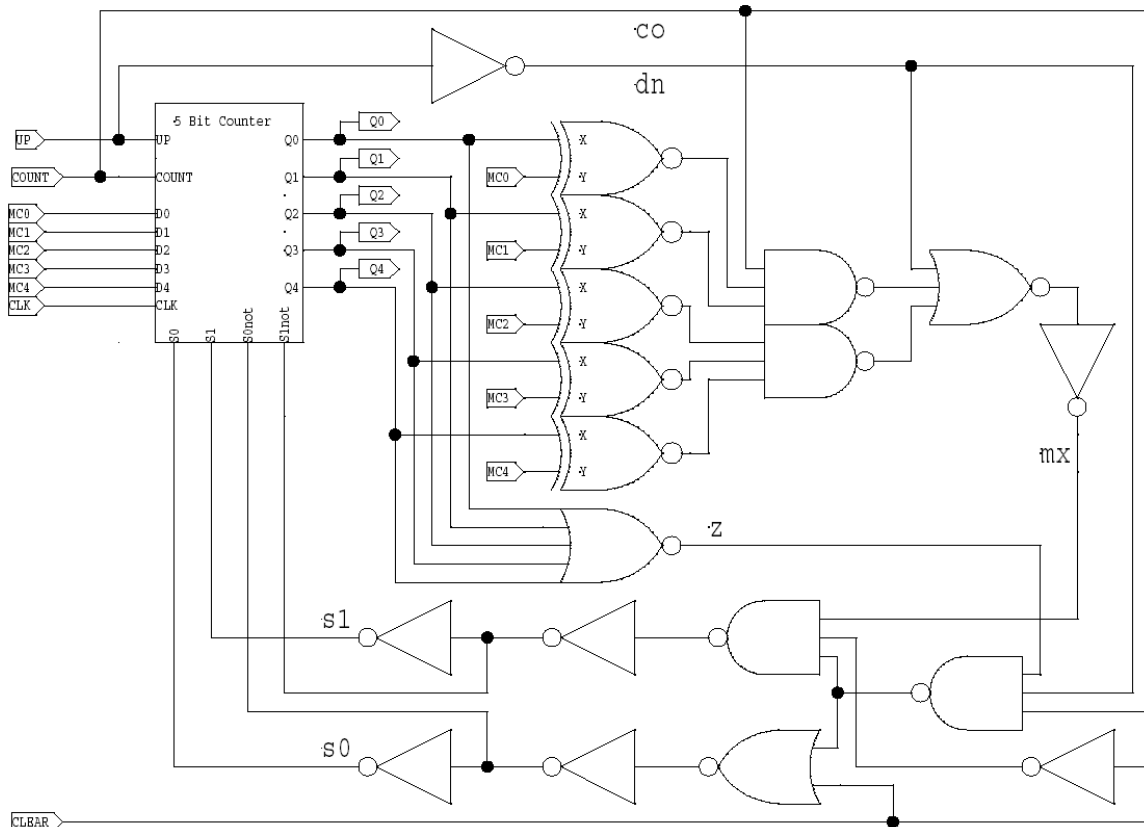 co
dn
5 Bit Counter
UP
UP
Q0
Q0
Q1
COUNT
COUNT
Q1
Q2
MC0
D0
Q2
MC1
D1
Q3
MC2
D2
Q3
MC3
D3
Q4
MC4
D4
Q4
CLK
CLK
S0
S1
S0not
S1not
X
MC0
Y
X
MC1
Y
X
MC2
Y
X
MC3
Y
X
MC4
Y
mx
z
s1
s0
CLEAR